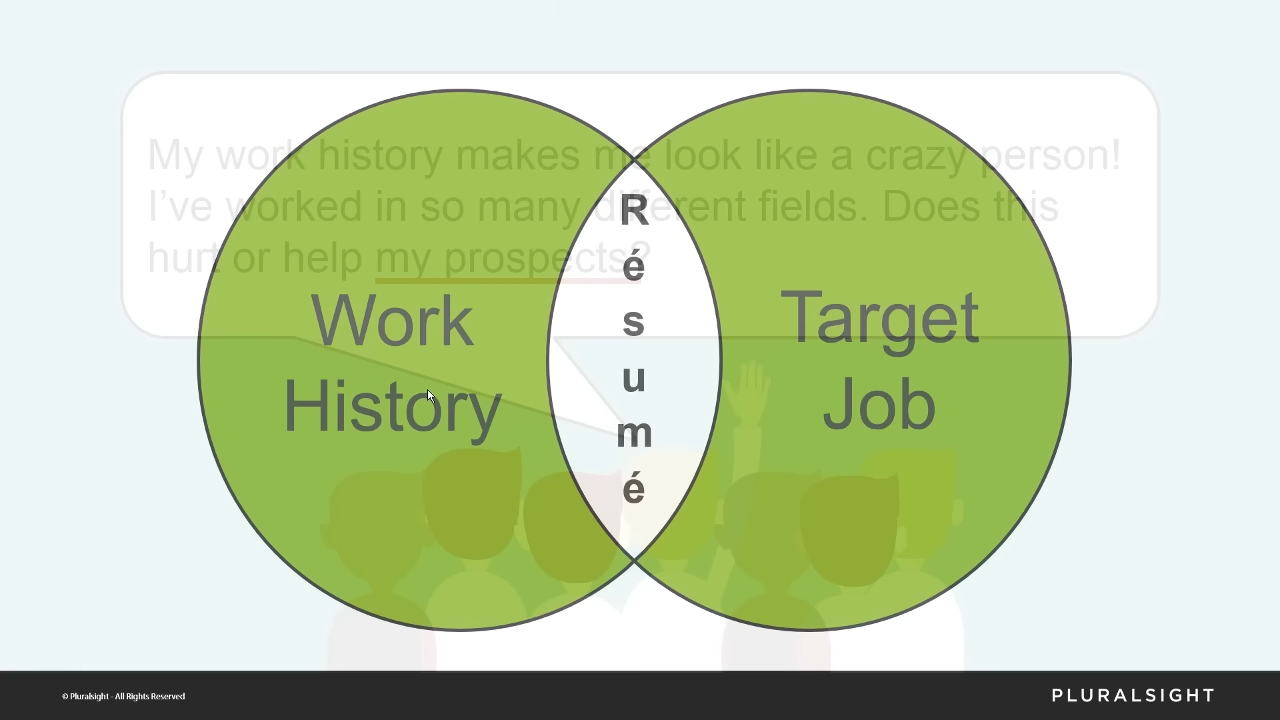 My work history makes me look like a crazy person!
I've worked in so many different fields. Does this
hurt or help my prospects?
Work
History
R
é
s
u
m
é
Target
Job
© Pluralsight - All Rights Reserved
PLURALSIGHT